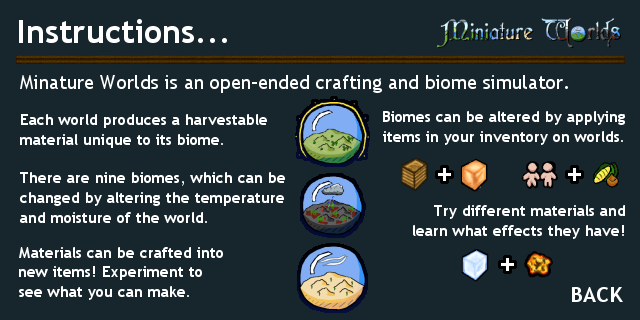 Instructions...
Miniature Worlds
Minature Worlds is an open-ended crafting and biome simulator.
Each world produces a harvestable
material unique to its biome.
There are nine biomes, which can be
changed by altering the temperature
and moisture of the world.
Materials can be crafted into
new items! Experiment to
see what you can make.
Biomes can be altered by applying
items in your inventory on worlds.
+ +
Try different materials and
learn what effects they have!
+
BACK